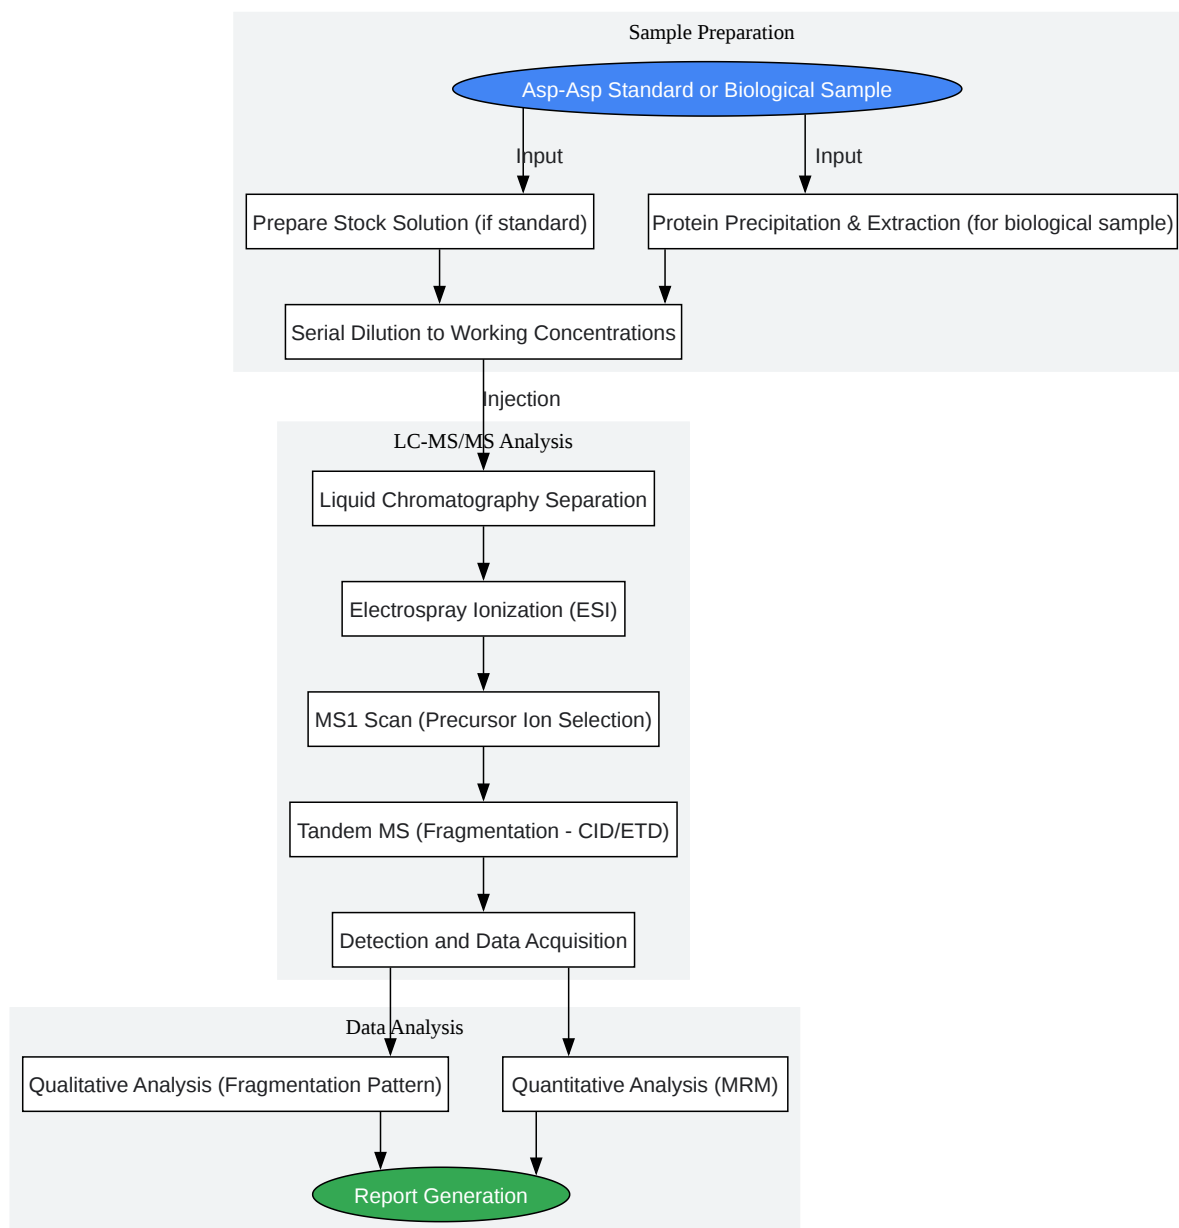 Sample Preparation
Asp-Asp Standard or Biological Sample
Input
Input
Prepare Stock Solution (if standard)
Protein Precipitation & Extraction (for biological sample)
Serial Dilution to Working Concentrations
Injection
LC-MS/MS Analysis
Liquid Chromatography Separation
Electrospray Ionization (ESI)
MS1 Scan (Precursor Ion Selection)
Tandem MS (Fragmentation - CID/ETD)
Detection and Data Acquisition
Data Analysis
Qualitative Analysis (Fragmentation Pattern)
Quantitative Analysis (MRM)
Report Generation